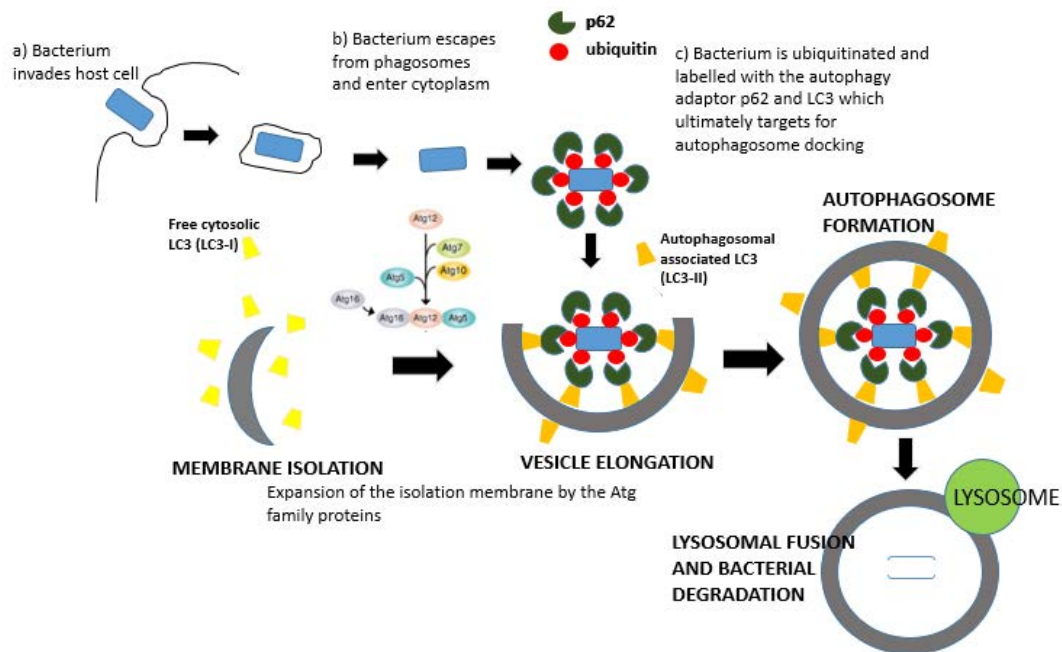 a) Bacterium
invades host cell
b) Bacterium escapes
from phagosomes
and enter cytoplasm
p62
ubiquitin
c) Bacterium is ubiquitinated and
labelled with the autophagy
adaptor p62 and LC3 which
ultimately targets for
autophagosome docking
Free cytosolic
LC3 (LC3-I)
Atg12
Atg7
Atg5
Atg10
Atg16
Atg16
Atg12
Atg5
Autophagosomal
associated LC3
(LC3-II)
AUTOPHAGOSOME
FORMATION
MEMBRANE ISOLATION
Expansion of the isolation membrane by the Atg
family proteins
VESICLE ELONGATION
LYSOSOME
LYSOSOMAL FUSION
AND BACTERIAL
DEGRADATION